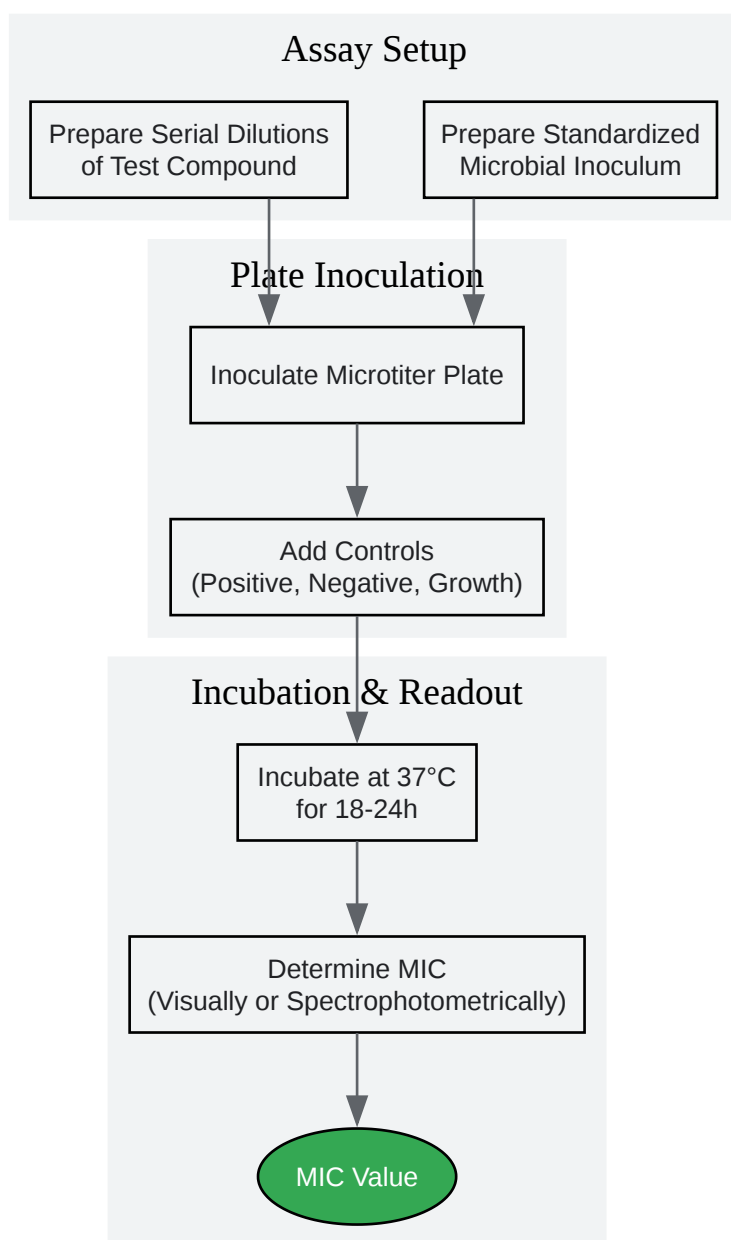 Assay Setup
Prepare Serial Dilutions
of Test Compound
Prepare Standardized
Microbial Inoculum
Plate Inoculation
Inoculate Microtiter Plate
Add Controls
(Positive, Negative, Growth)
Incubation & Readout
Incubate at 37°C
for 18-24h
Determine MIC
(Visually or Spectrophotometrically)
MIC Value